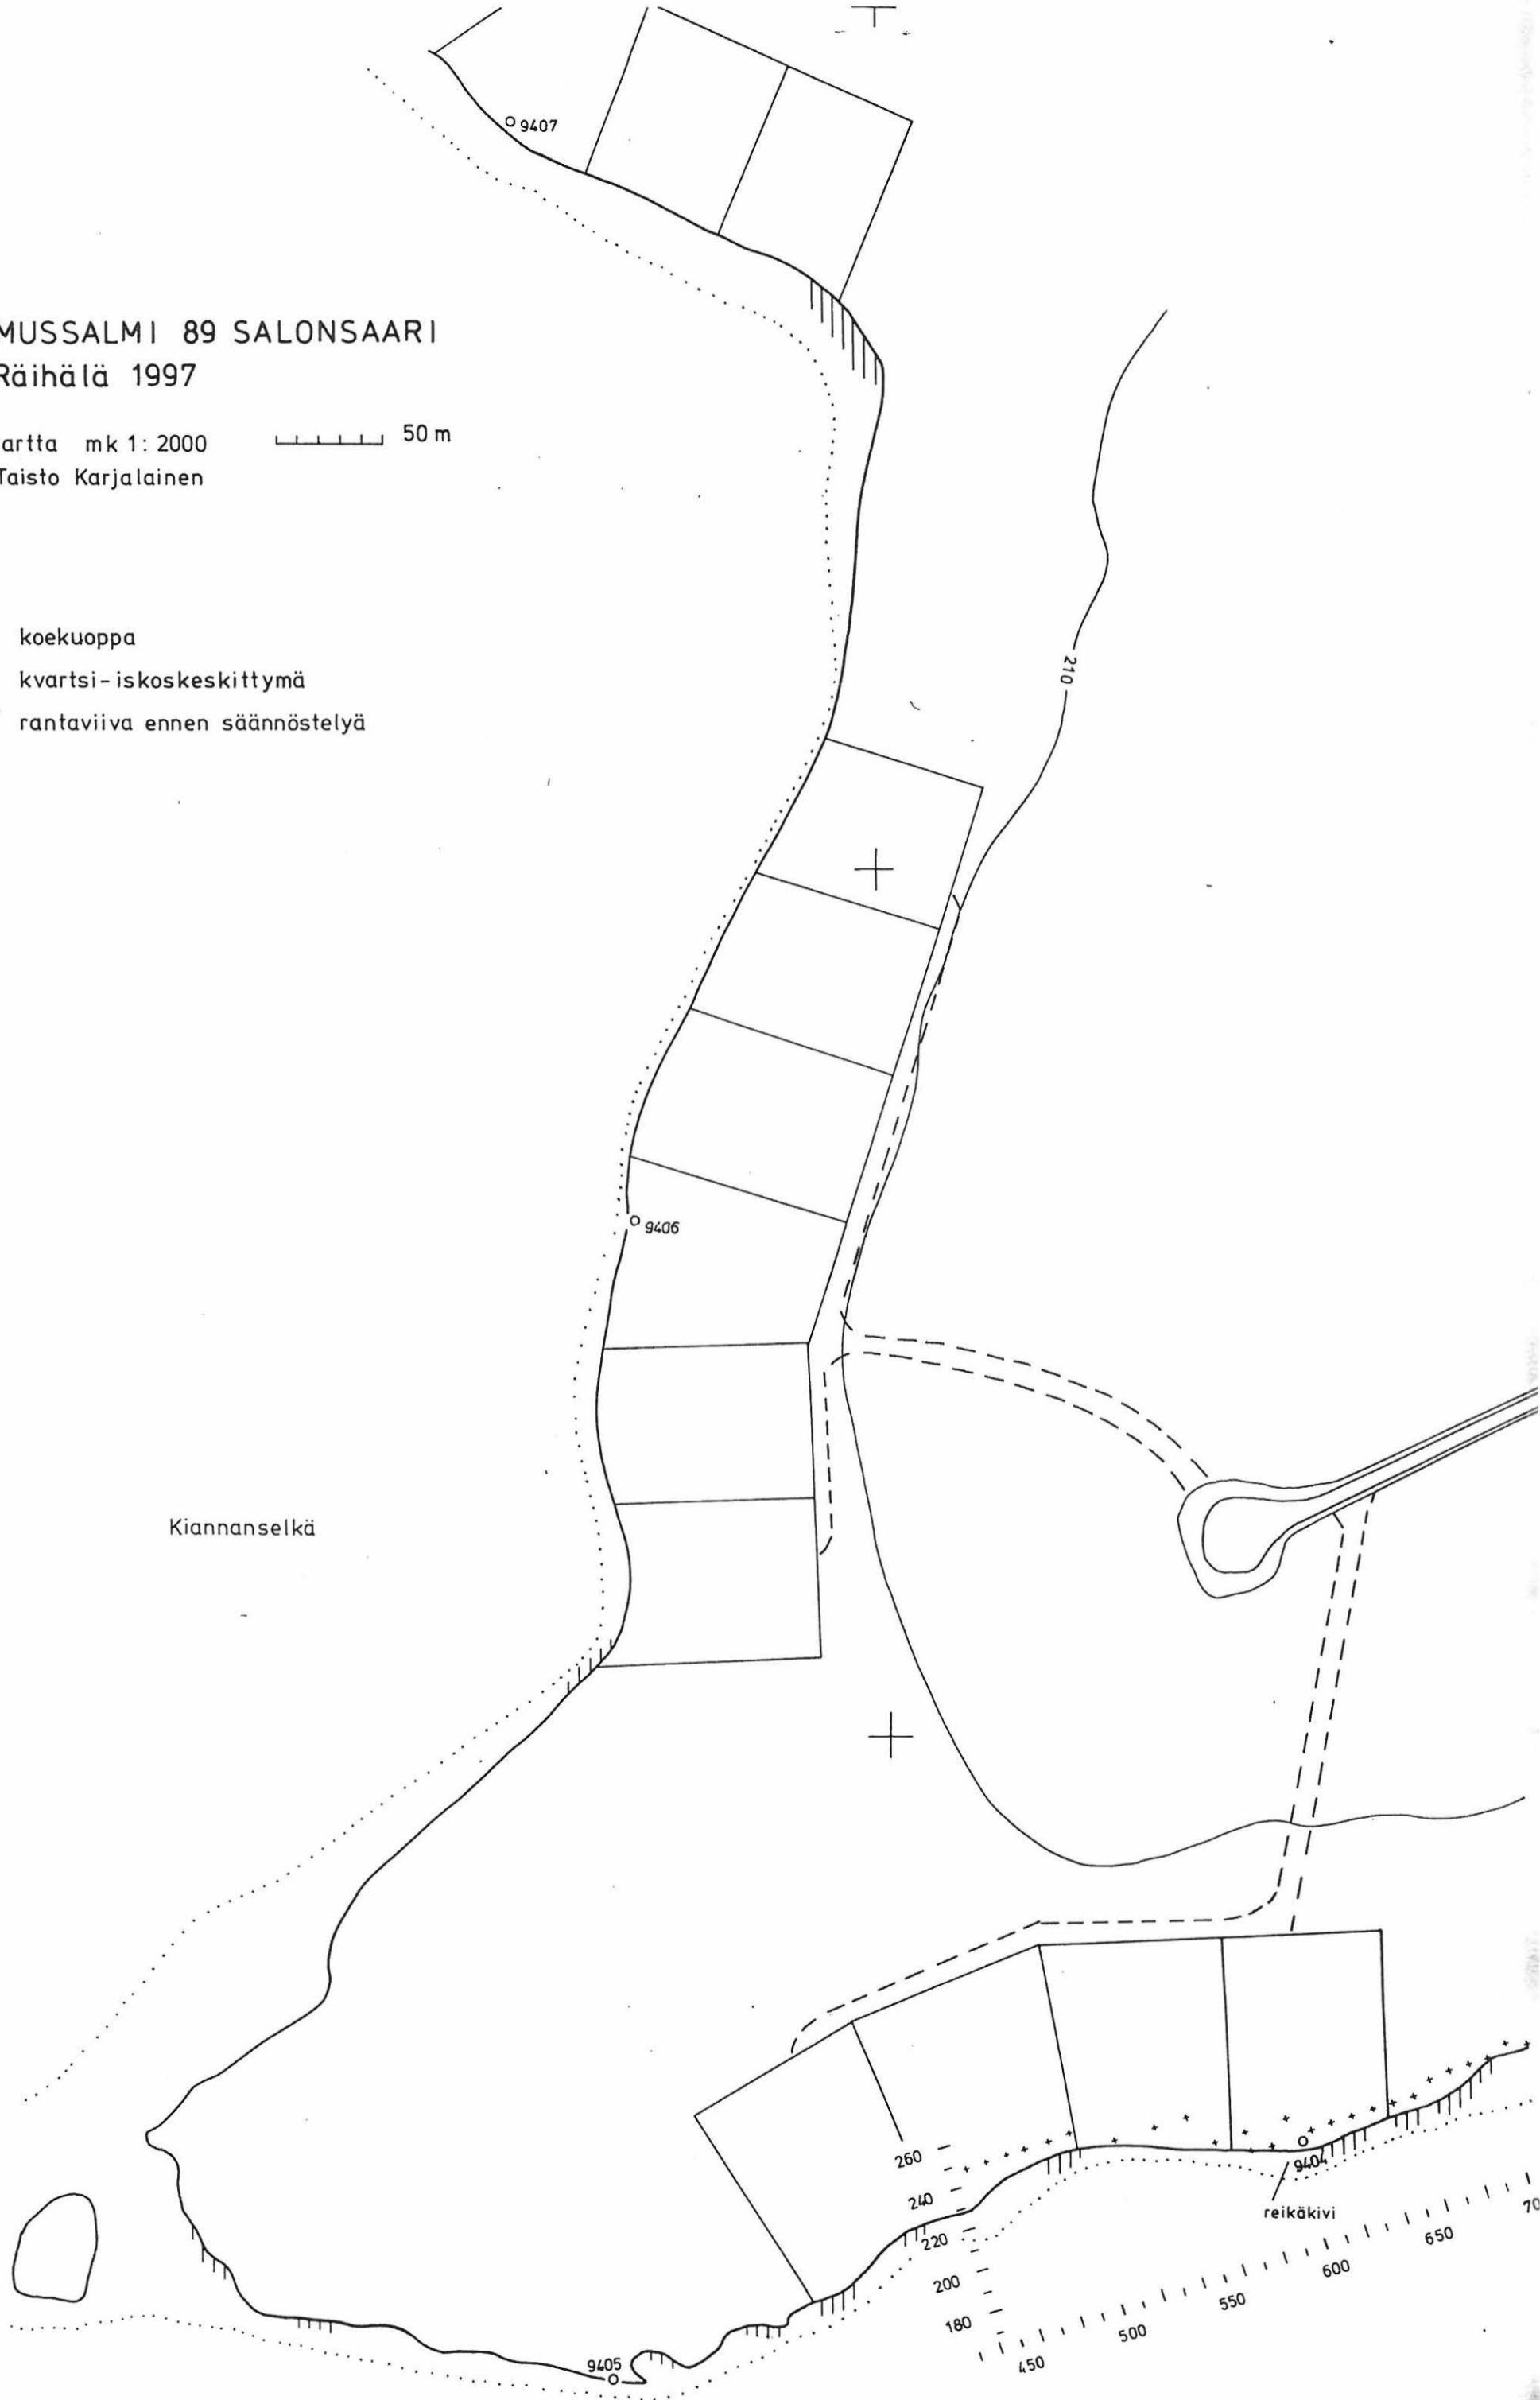 9407
MUSSALMI 89 SALONSAARI
Räihälä 1997
artta mk 1: 2000 50 m
Taisto Karjalainen
koekuoppa
kvartsi-iskoskeskittymä
rantaviiva ennen säännöstelyä
210
9406
Kiannanselkä
260
240
220
200
180
9404
reikäkivi
450
500
550
600
650
70
9405